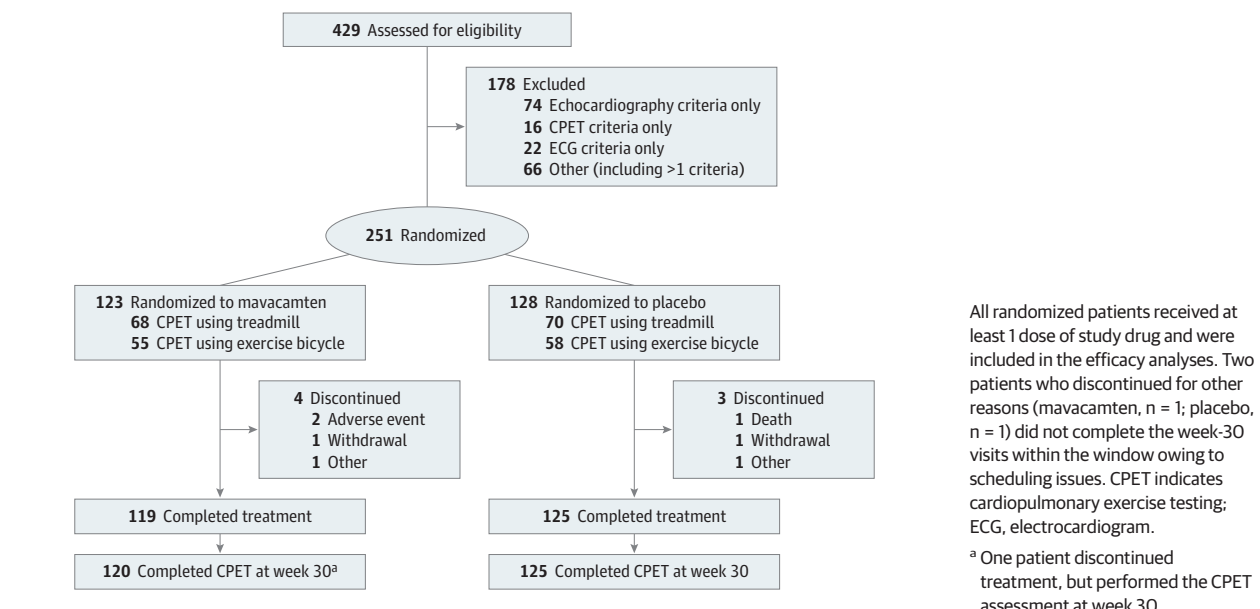 429 Assessed for eligibility
178 Excluded
74 Echocardiography criteria only
16 CPET criteria only
22 ECG criteria only
66 Other (including >1 criteria)
251 Randomized
123 Randomized to mavacamten
68 CPET using treadmill
55 CPET using exercise bicycle
128 Randomized to placebo
70 CPET using treadmill
58 CPET using exercise bicycle
4 Discontinued
2 Adverse event
1 Withdrawal
1 Other
3 Discontinued
1 Death
1 Withdrawal
1 Other
119 Completed treatment
125 Completed treatment
120 Completed CPET at week 30a
125 Completed CPET at week 30
All randomized patients received at
least 1 dose of study drug and were
included in the efficacy analyses. Two
patients who discontinued for other
reasons (mavacamten, n = 1; placebo,
n = 1) did not complete the week-30
visits within the window owing to
scheduling issues. CPET indicates
cardiopulmonary exercise testing;
ECG, electrocardiogram.
a One patient discontinued
treatment, but performed the CPET
assessment at week 30